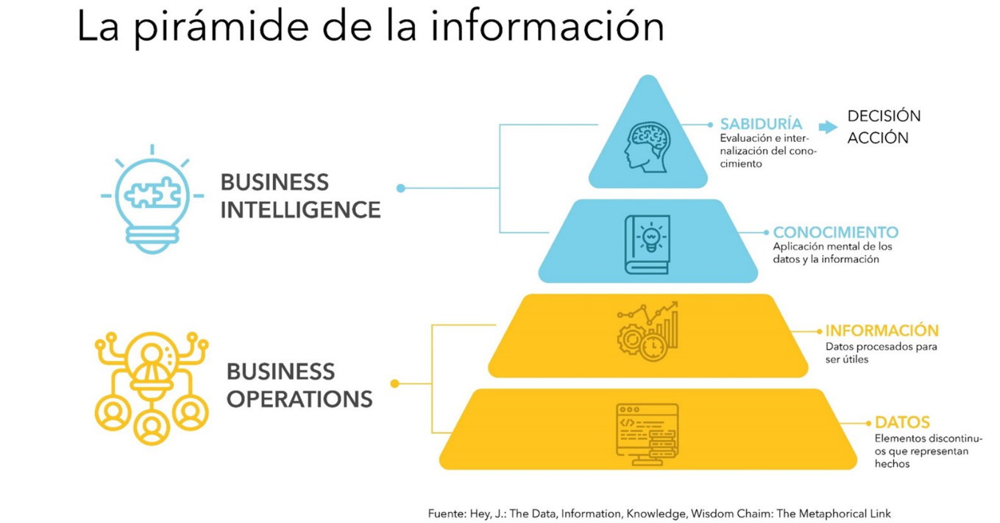 La pirámide de la información
BUSINESS
INTELLIGENCE
SABIDURÍA
Evaluación e inter-
nalización del cono-
cimiento
DECISIÓN
ACCIÓN
CONOCIMIENTO
Aplicación mental de los
datos y la información
BUSINESS
OPERATIONS
INFORMACIÓN
Datos procesados para
ser útiles
</>
DATOS
Elementos discontinu-
os que representan
hechos
Fuente: Hey, J.: The Data, Information, Knowledge, Wisdom Chaim: The Metaphorical Link